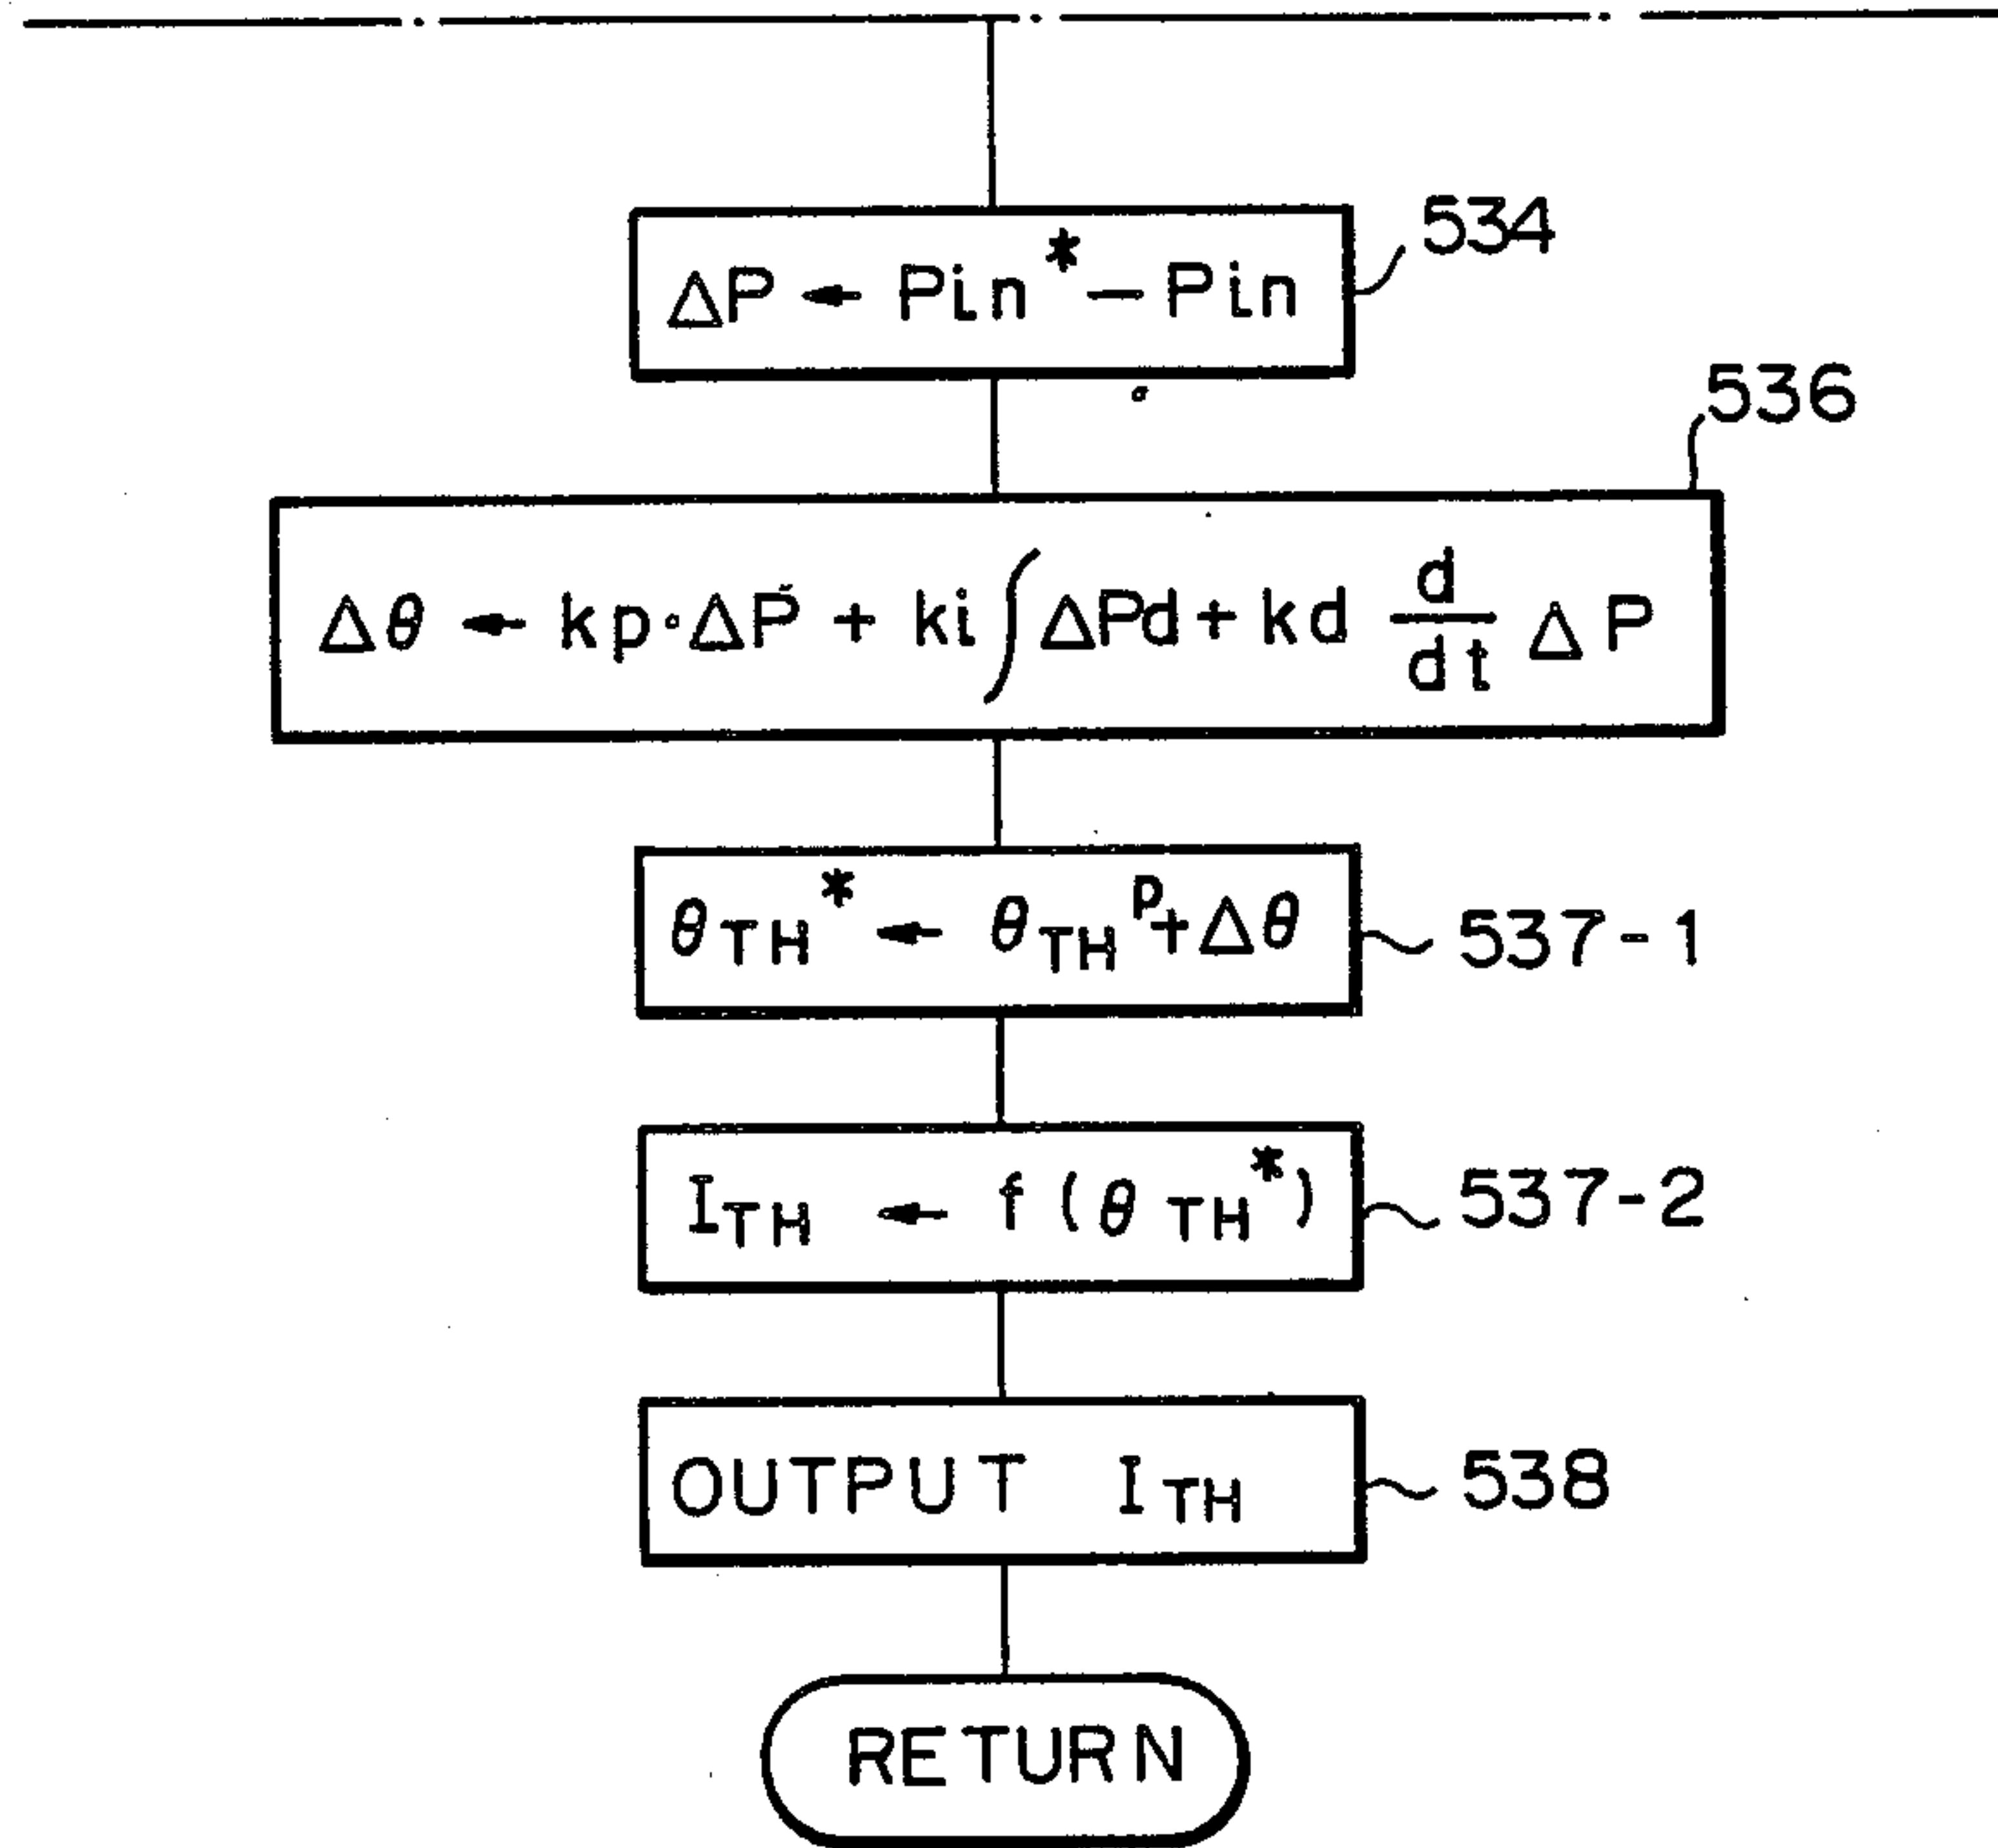 534
ΔP ← Pin* − Pin
536
Δθ ← kp・ΔP + ki∫ΔPd + kd d/dt ΔP
θTH* ← θTH^P + Δθ 537-1
ITH ← f(θTH*) 537-2
OUTPUT ITH 538
RETURN